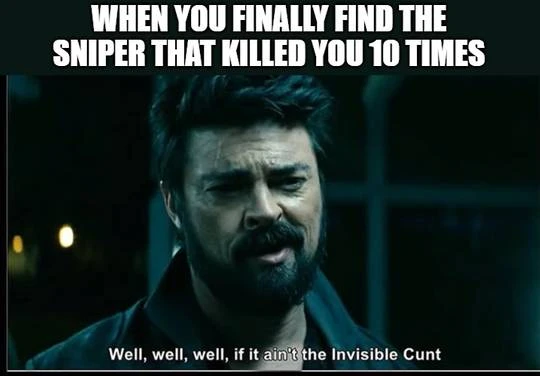 WHEN YOU FINALLY FIND THE
SNIPER THAT KILLED YOU 10 TIMES
Well, well, well, if it ain't the Invisible Cunt